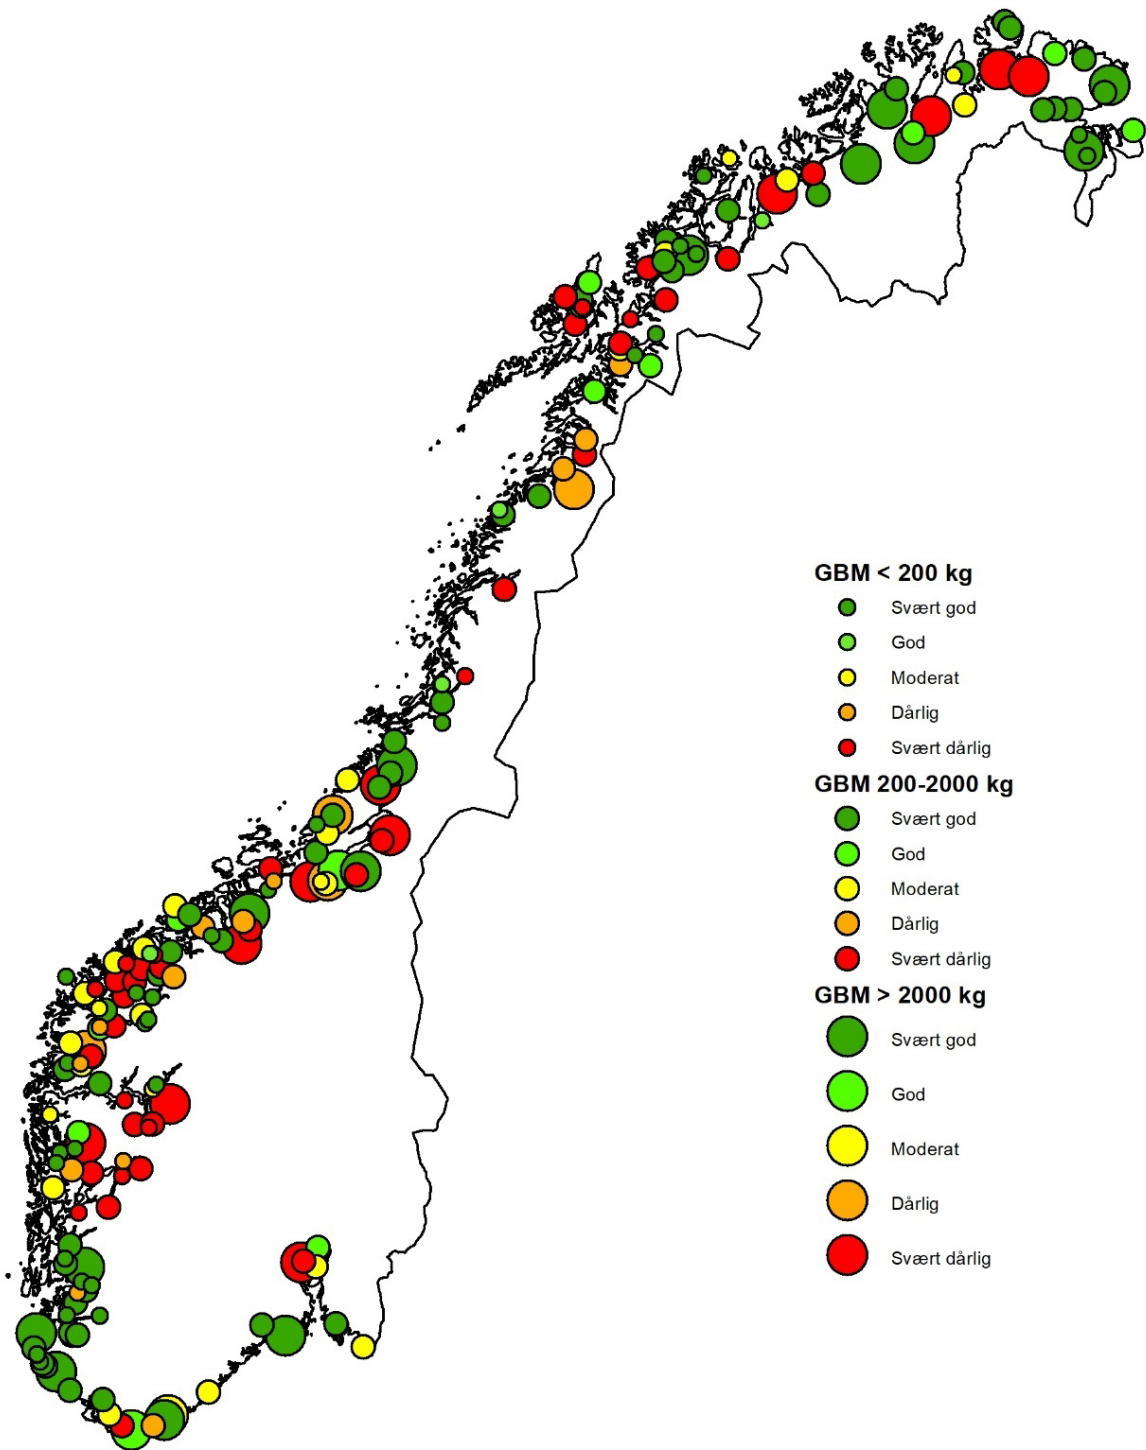 GBM < 200 kg
Svært god
God
Moderat
Dårlig
Svært dårlig
GBM 200-2000 kg
Svært god
God
Moderat
Dårlig
Svært dårlig
GBM > 2000 kg
Svært god
God
Moderat
Dårlig
Svært dårlig